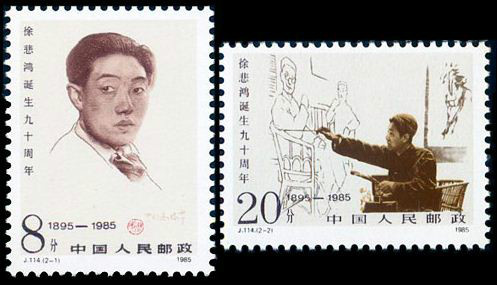 徐悲鸿诞生九十周年
1895—1985
8分
中国人民邮政
J.114.(2-1)
1985
徐悲鸿诞生九十周年
1895—1985
20分
中国人民邮政
J.114.(2-2)
1985